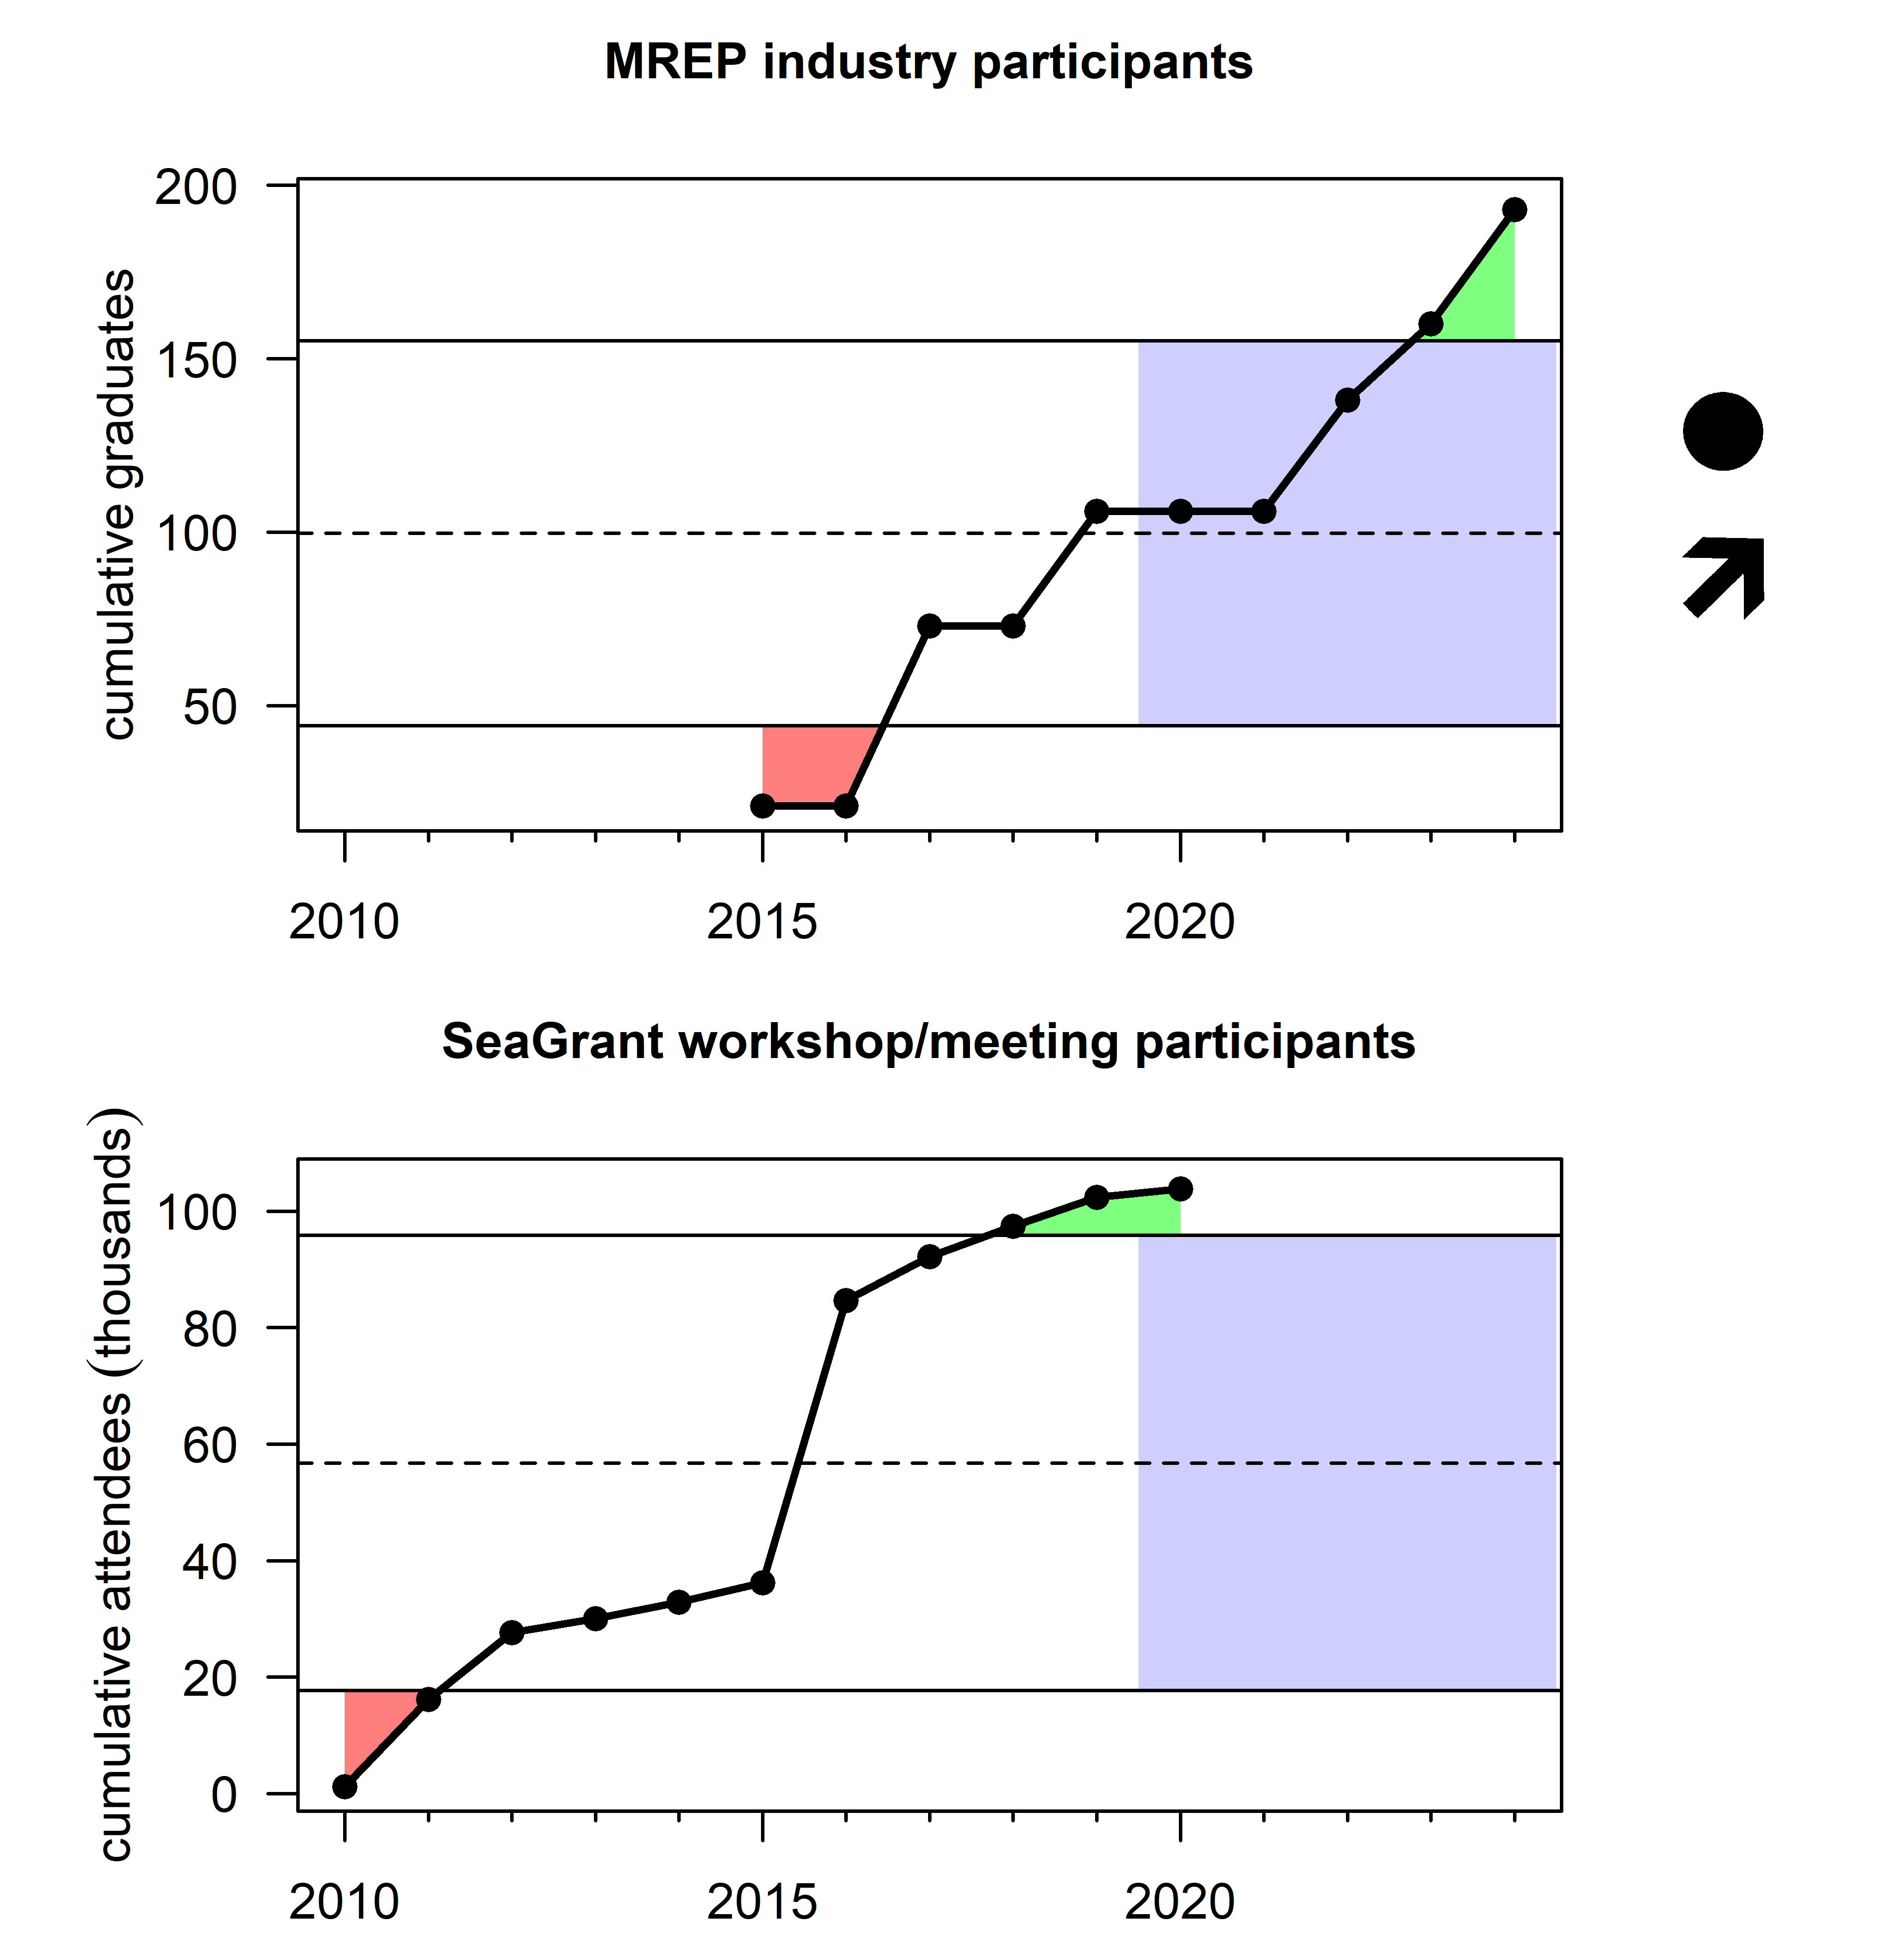 MREP industry participants
cumulative graduates
200
150
100
50
2010 2015 2020
SeaGrant workshop/meeting participants
cumulative attendees (thousands)
100
80
60
40
20
0
2010 2015 2020